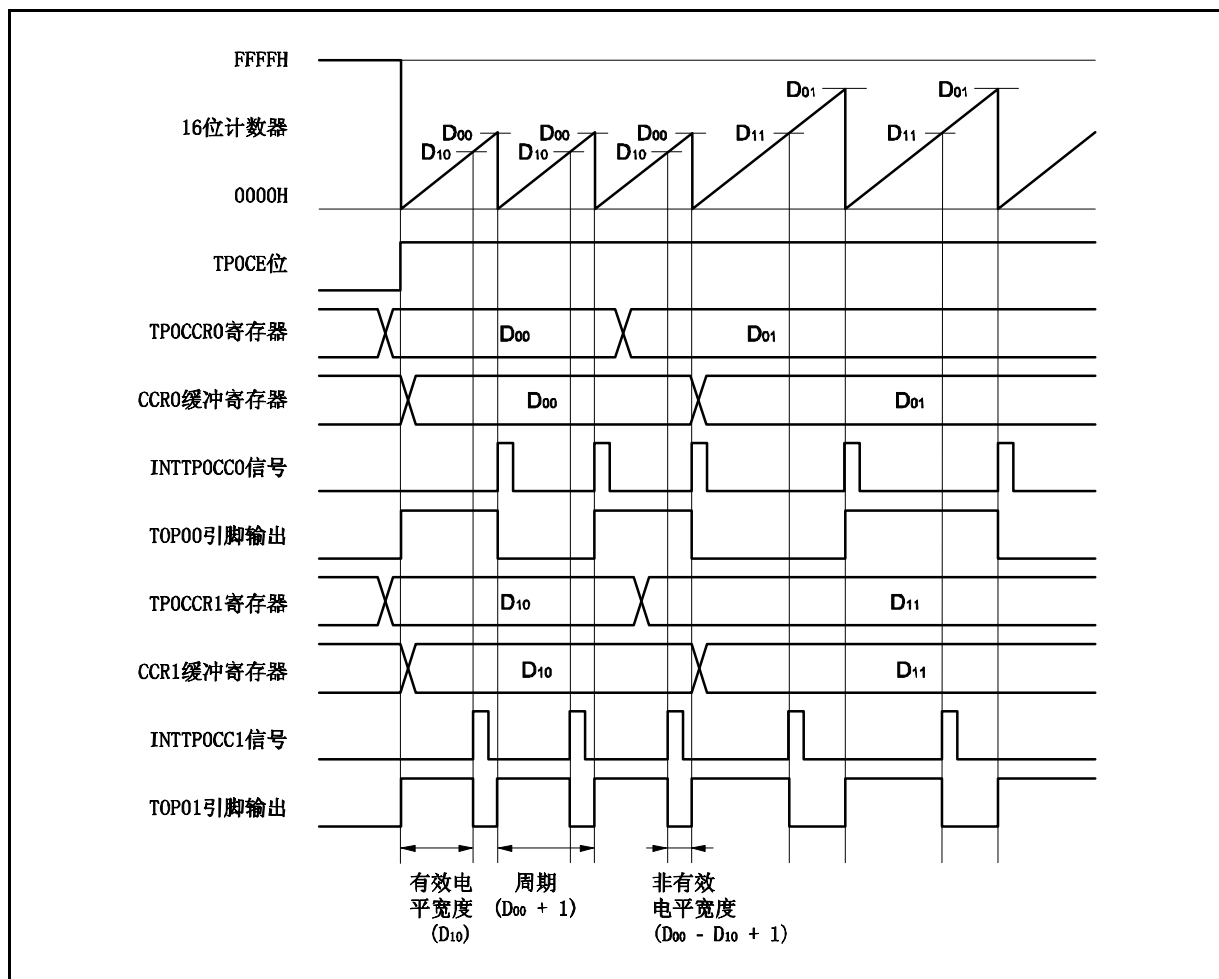 FFFFH
D01
D01
16位计数器
D00
D00
D00
D11
D11
D10
D10
D10
0000H
TP0CE位
TP0CCR0寄存器
D00
D01
CCR0缓冲寄存器
D00
D01
INTTP0CC0信号
TOP00引脚输出
TP0CCR1寄存器
D10
D11
CCR1缓冲寄存器
D10
D11
INTTP0CC1信号
TOP01引脚输出
有效电
平宽度
(D10)
周期
(D00 + 1)
非有效
电平宽度
(D00 - D10 + 1)